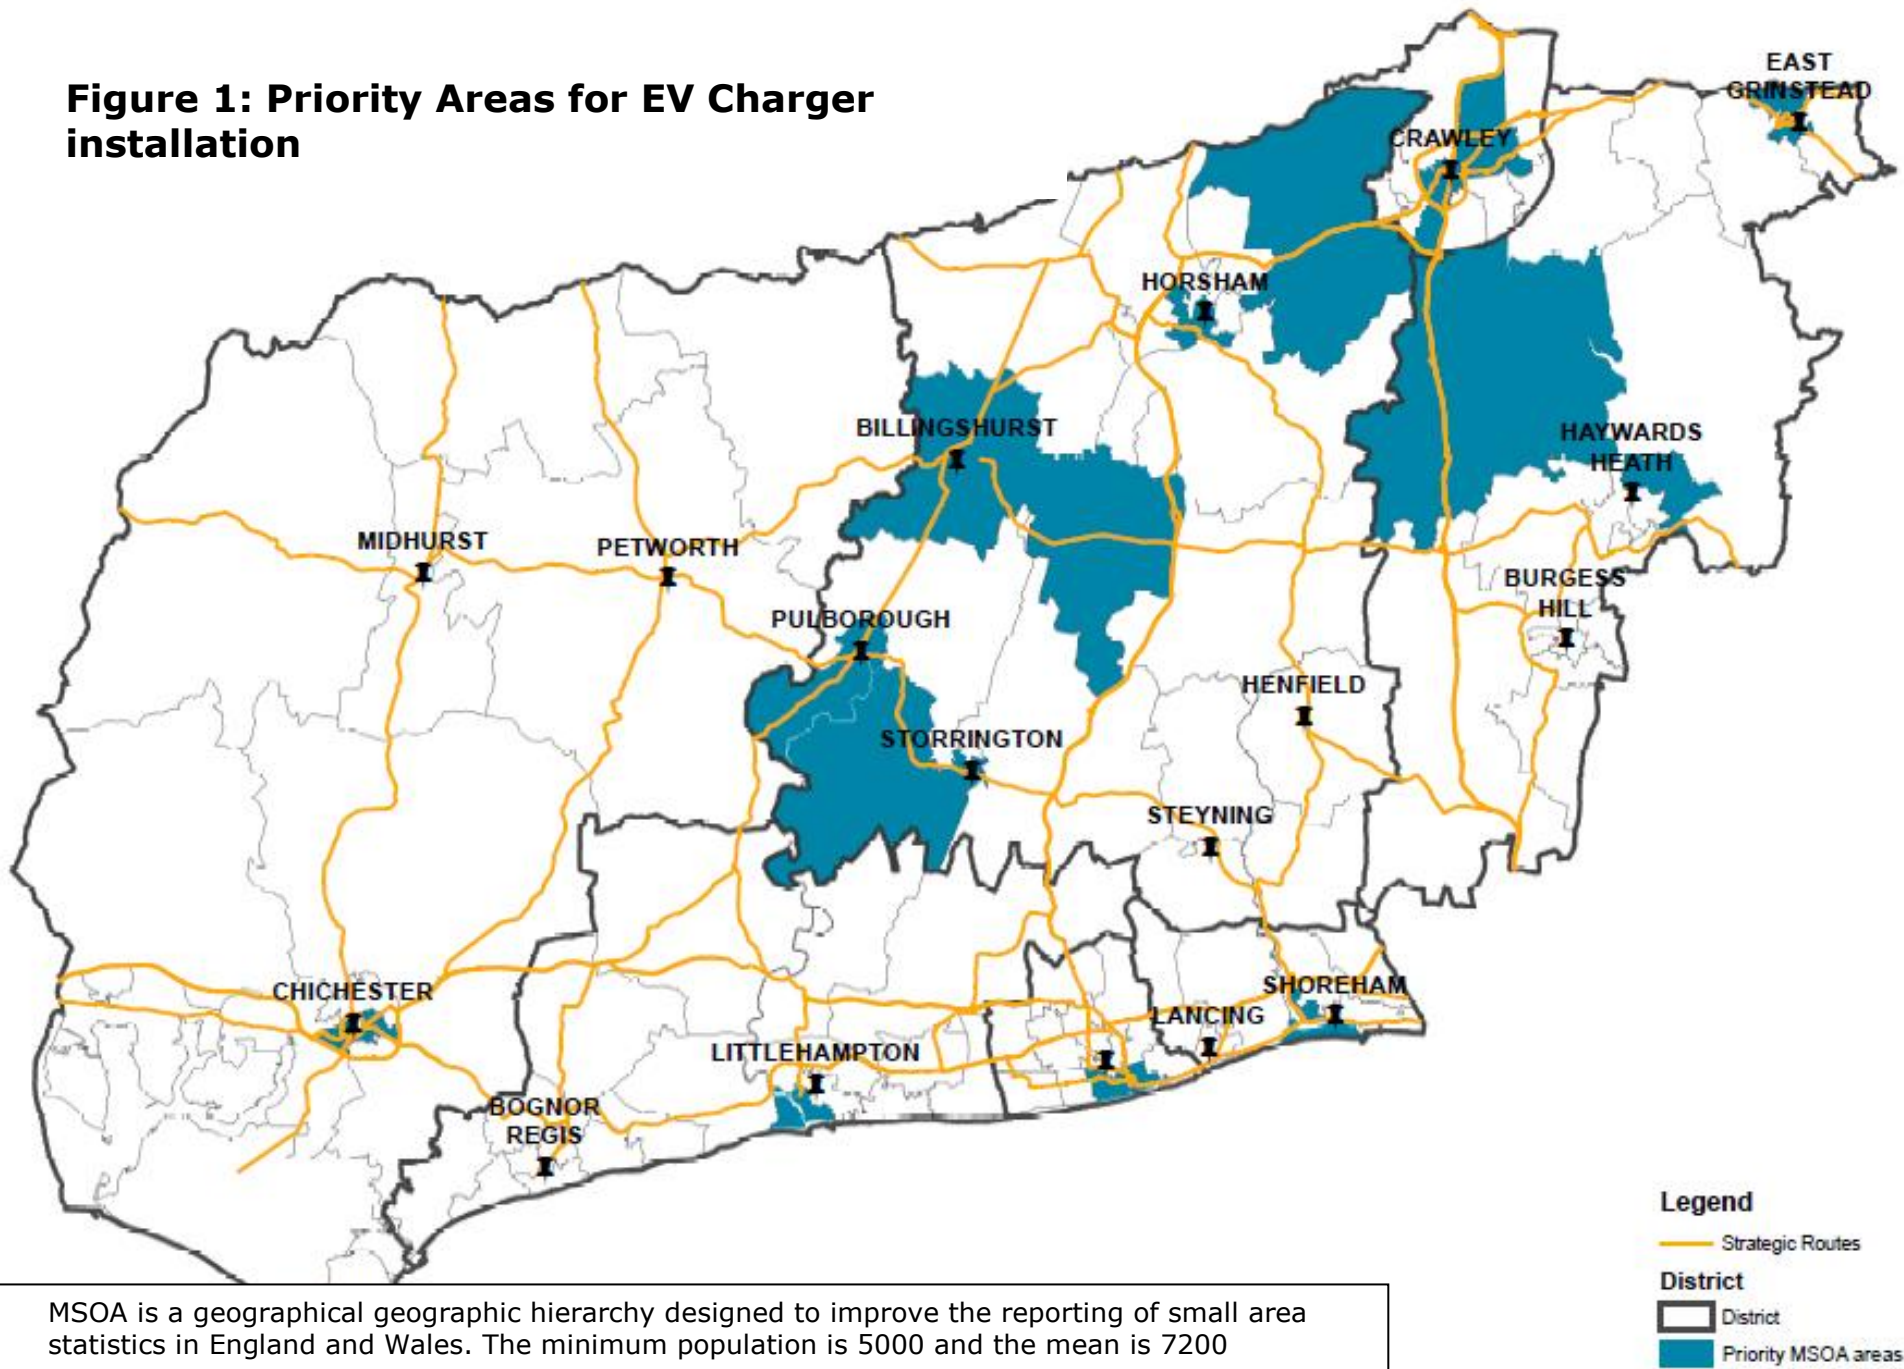 Figure 1: Priority Areas for EV Charger
installation
EAST
GRINSTEAD
CRAWLEY
HORSHAM
BILLINGSHURST
HAYWARDS
HEATH
MIDHURST
PETWORTH
BURGESS
HILL
PULBOROUGH
HENFIELD
STORRINGTON
STEYNING
CHICHESTER
SHOREHAM
LANCING
LITTLEHAMPTON
BOGNOR
REGIS
Legend
Strategic Routes
District
District
Priority MSOA areas
MSOA is a geographical geographic hierarchy designed to improve the reporting of small area
statistics in England and Wales. The minimum population is 5000 and the mean is 7200